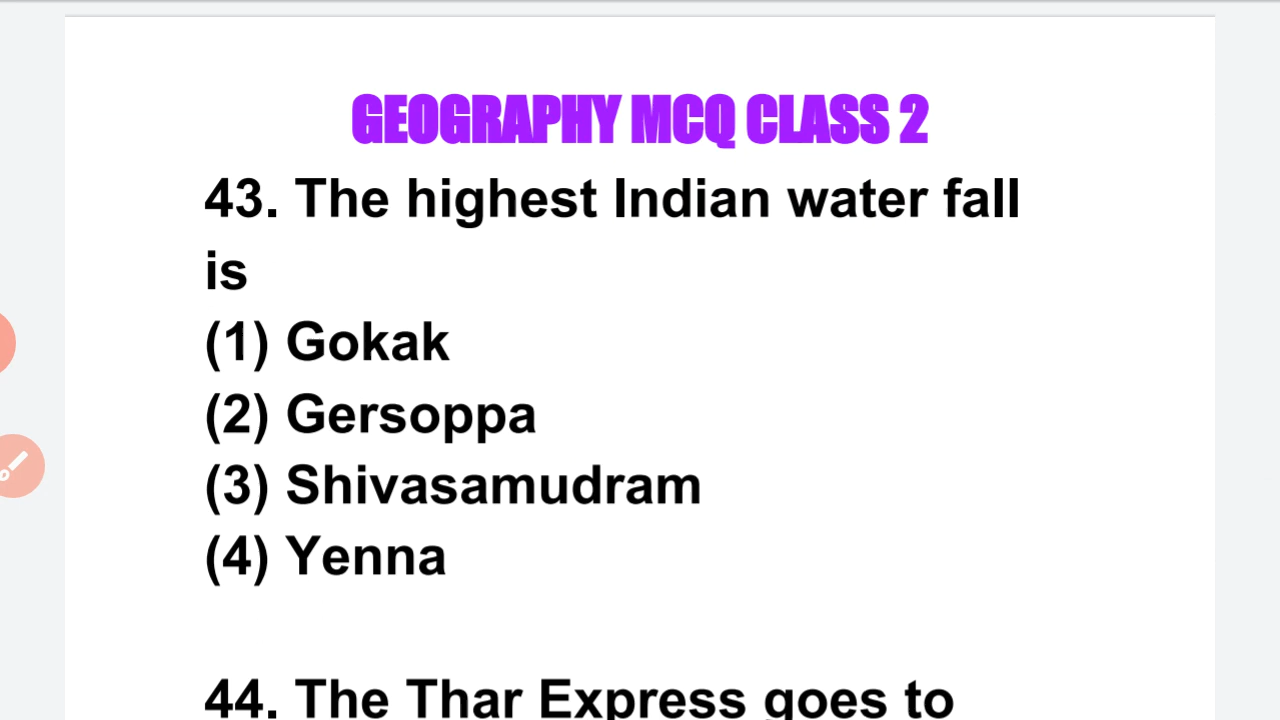 GEOGRAPHY MCQ CLASS 2
43. The highest Indian water fall
is
(1) Gokak
(2) Gersoppa
(3) Shivasamudram
(4) Yenna
44. The Thar Express goes to